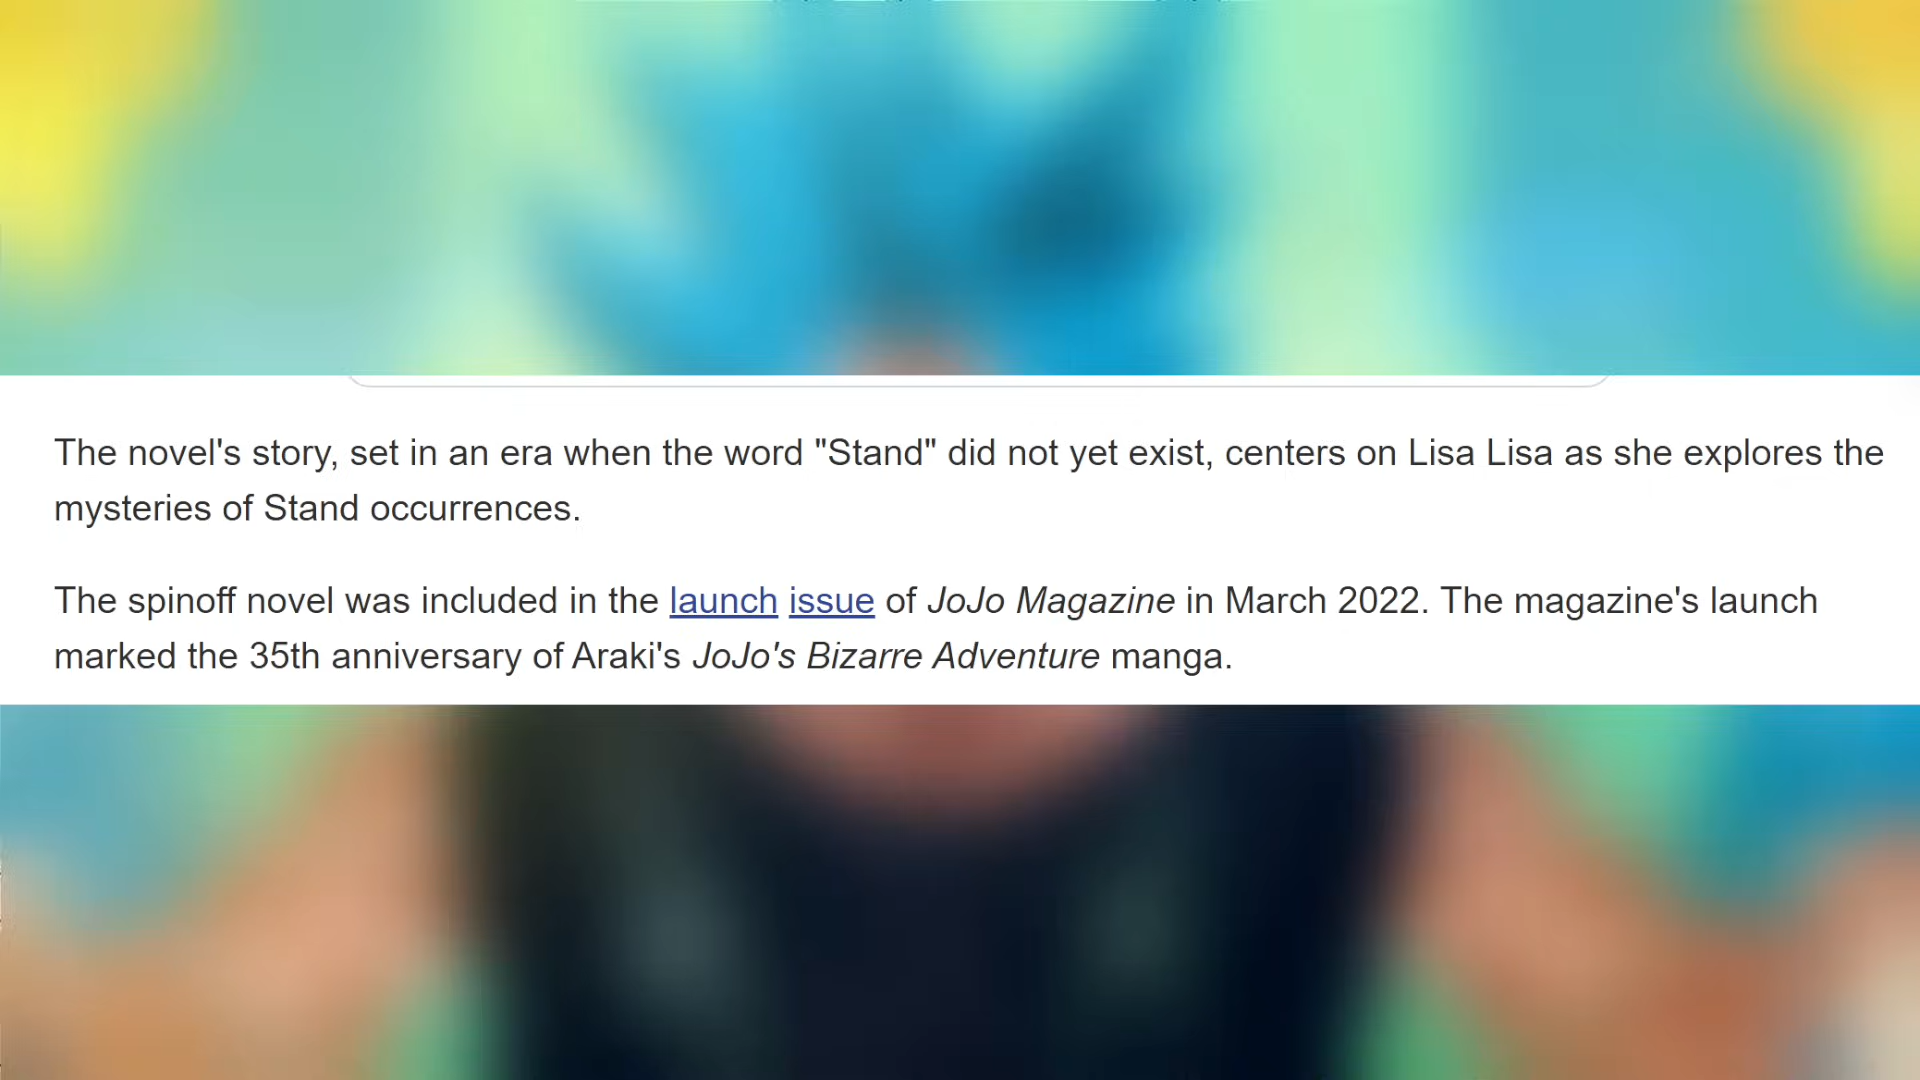 The novel's story, set in an era when the word "Stand" did not yet exist, centers on Lisa Lisa as she explores the
mysteries of Stand occurrences.
The spinoff novel was included in the launch issue of JoJo Magazine in March 2022. The magazine's launch
marked the 35th anniversary of Araki's JoJo's Bizarre Adventure manga.